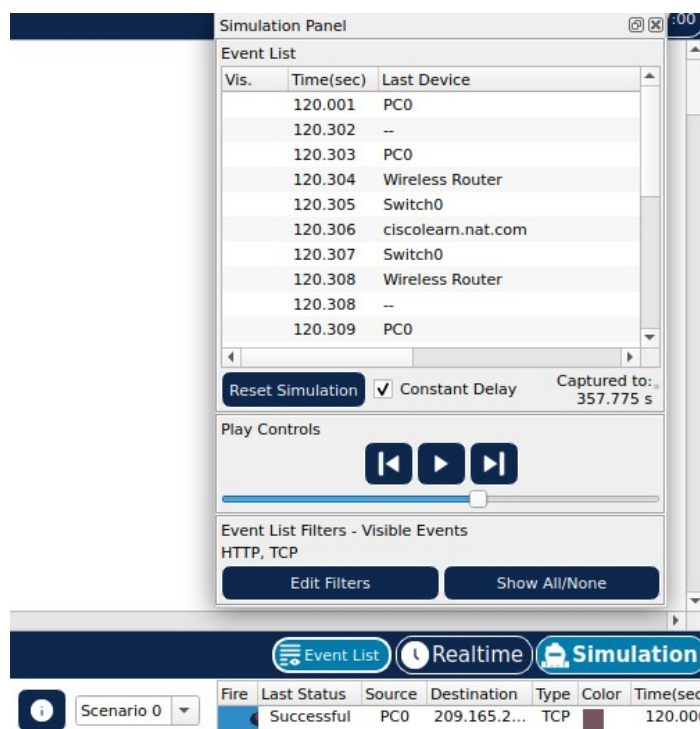 Simulation Panel
:00
Event List
Vis. Time(sec) Last Device
120.001 PC0
120.302 --
120.303 PC0
120.304 Wireless Router
120.305 Switch0
120.306 ciscolearn.nat.com
120.307 Switch0
120.308 Wireless Router
120.308 --
120.309 PC0
Reset Simulation Constant Delay Captured to:
357.775 s
Play Controls
Event List Filters - Visible Events
HTTP, TCP
Edit Filters Show All/None
Event List Realtime Simulation
Fire Last Status Source Destination Type Color Time(sec
Scenario 0
Successful PC0 209.165.2... TCP 120.00